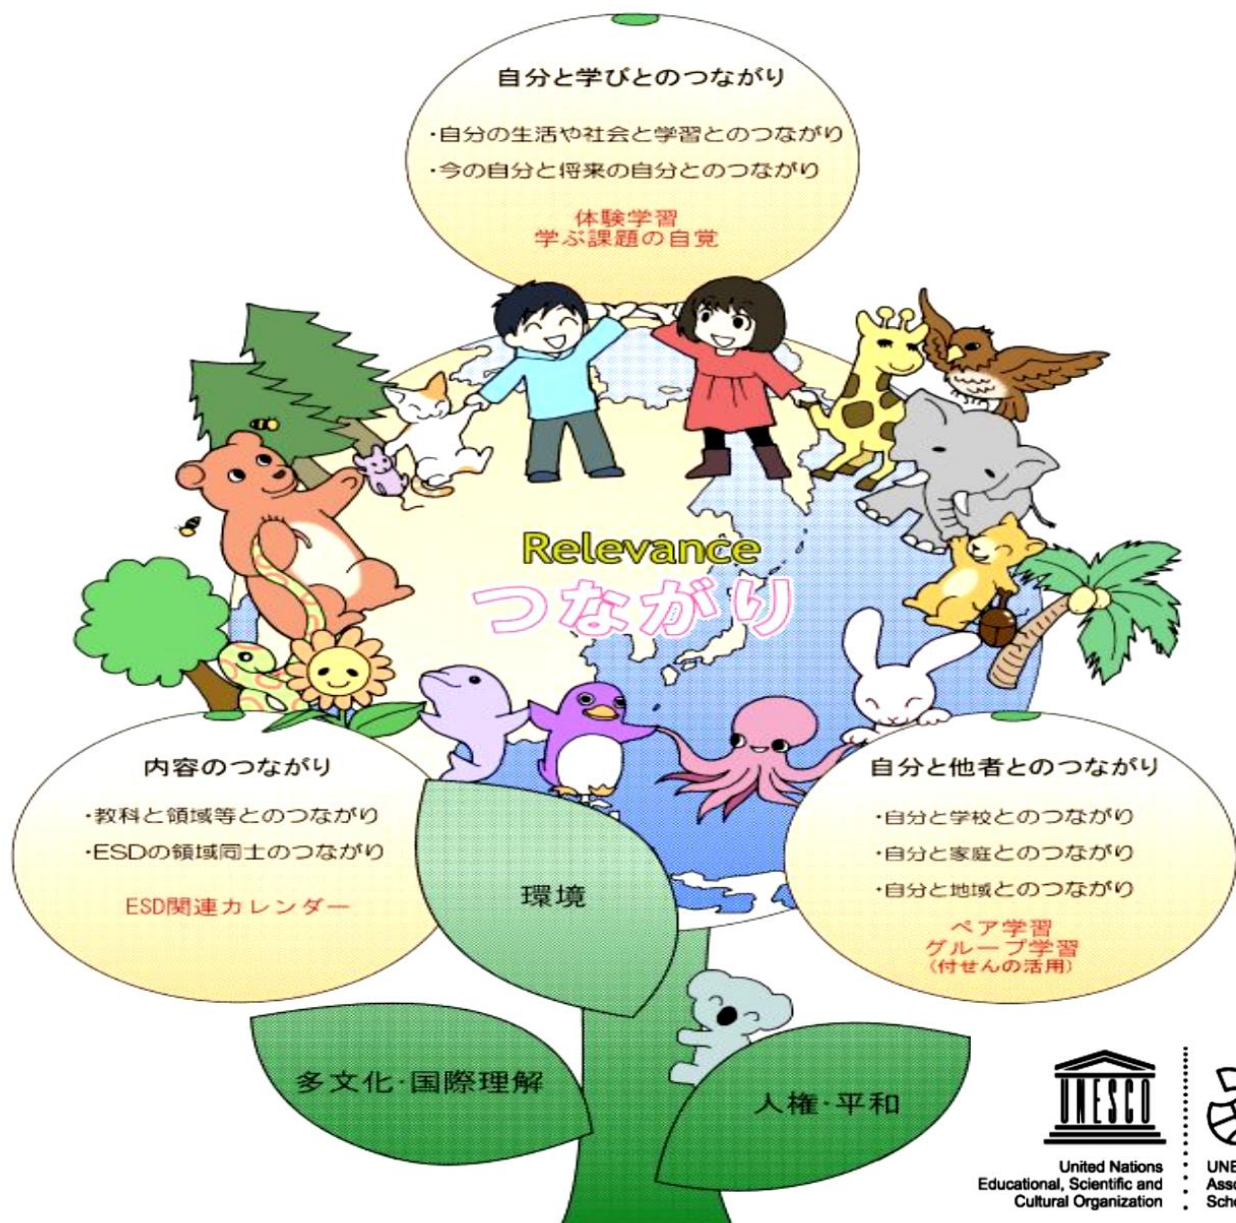 自分と学びとのつながり
・自分の生活や社会と学習とのつながり
・今の自分と将来の自分とのつながり
体験学習
学ぶ課題の自覚
Relevance
つながり
内容のつながり
・教科と領域等とのつながり
・ESDの領域同士のつながり
ESD関連カレンダー
自分と他者とのつながり
・自分と学校とのつながり
・自分と家庭とのつながり
・自分と地域とのつながり
ペア学習
グループ学習
(付せんの活用)
環境
多文化・国際理解
人権・平和
UNESCO
United Nations
Educational, Scientific and
Cultural Organization
UNE
Asso
Scho